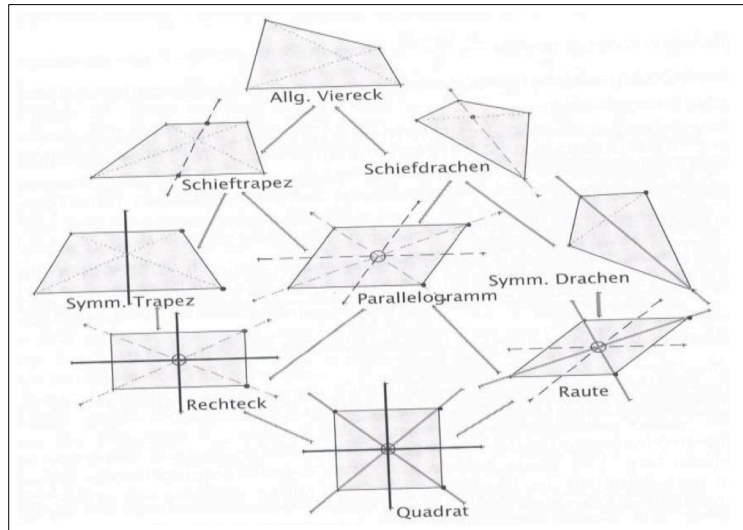 Allg. Viereck
Schieftrapez
Schiefdrachen
Symm. Trapez
Parallelogramm
Symm. Drachen
Rechteck
Raute
Quadrat